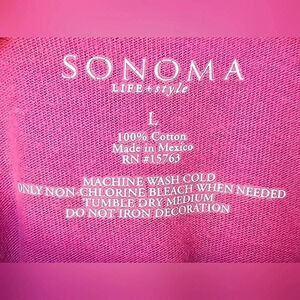 SONOMA
LIFE + style
L
100% Cotton
Made in Mexico
RN #15763
MACHINE WASH COLD
ONLY NON-CHLORINE BLEACH WHEN NEEDED
TUMBLE DRY MEDIUM
DO NOT IRON DECORATION